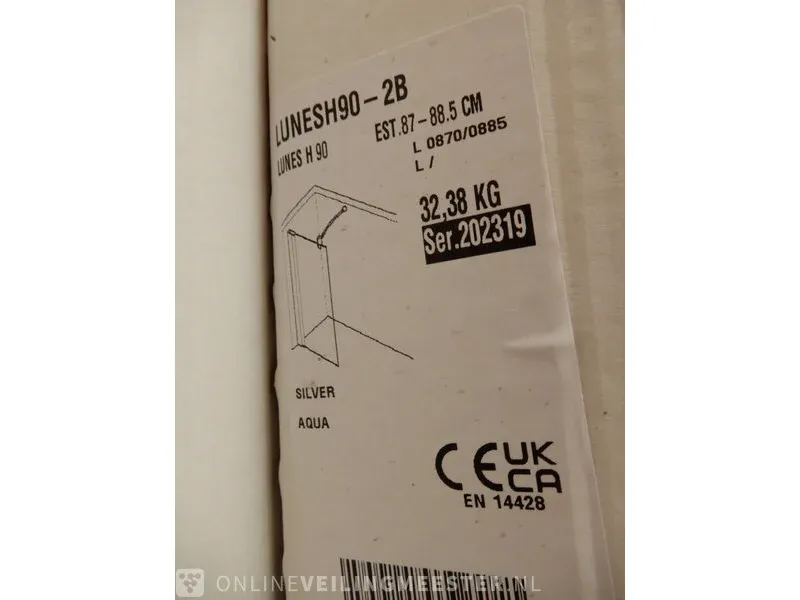 LUNESH90-2B
EST.87-88.5 CM
LUNES H 90
L 0870/0885
L /
32,38 KG
Ser.202319
SILVER
AQUA
CE UK
CA
EN 14428
ONLINEVEILINGMEESTER.NL